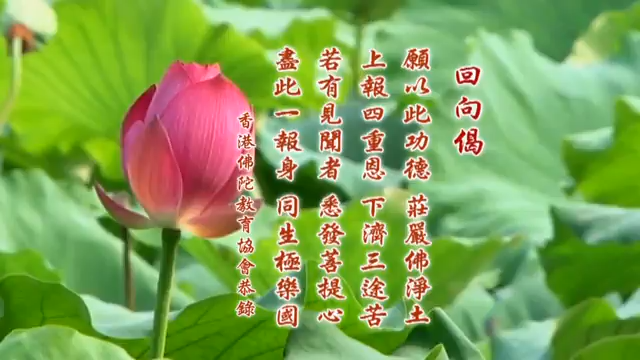 回向偈
願以此功德 莊嚴佛淨土
上報四重恩 下濟三途苦
若有見聞者 悉發菩提心
盡此一報身 同生極樂國
香港佛陀教育協會恭錄